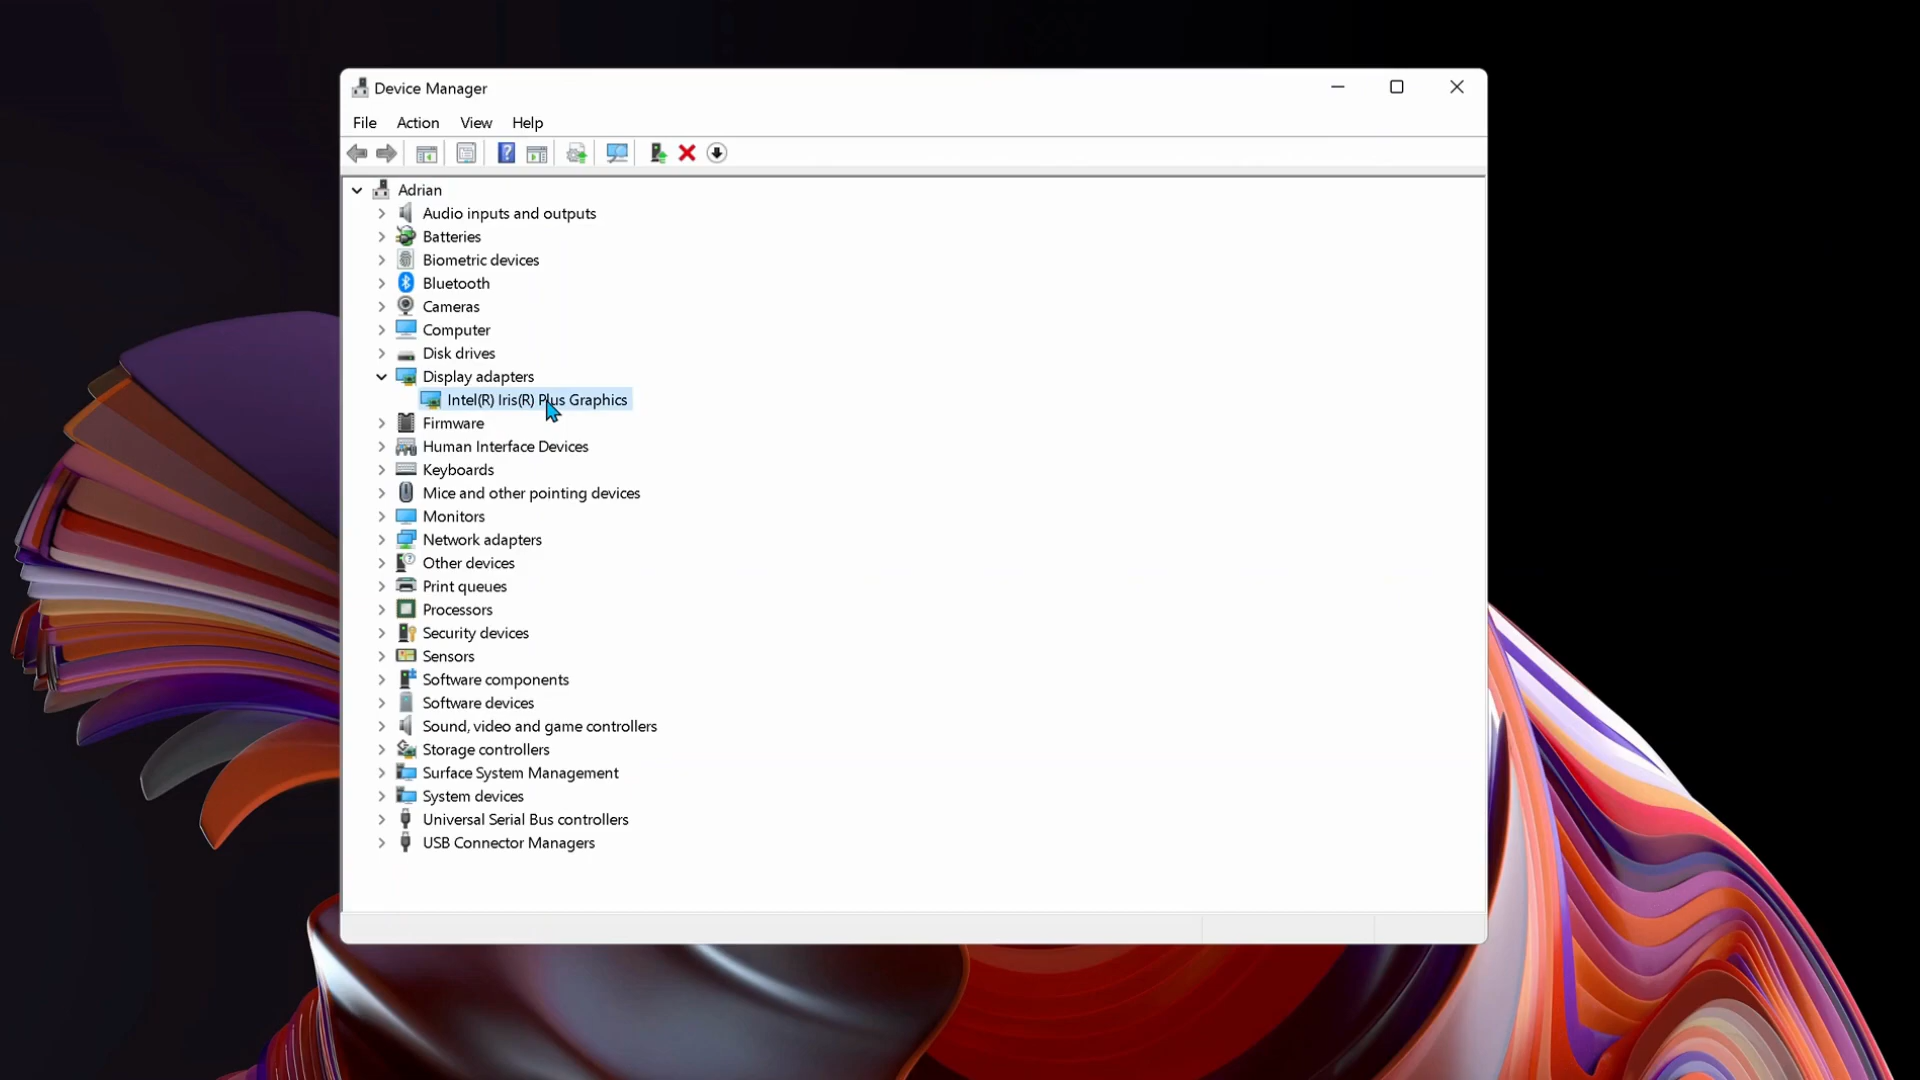 Device Manager
File Action View Help
Adrian
Audio inputs and outputs
Batteries
Biometric devices
Bluetooth
Cameras
Computer
Disk drives
Display adapters
Intel(R) Iris(R) Plus Graphics
Firmware
Human Interface Devices
Keyboards
Mice and other pointing devices
Monitors
Network adapters
Other devices
Print queues
Processors
Security devices
Sensors
Software components
Software devices
Sound, video and game controllers
Storage controllers
Surface System Management
System devices
Universal Serial Bus controllers
USB Connector Managers